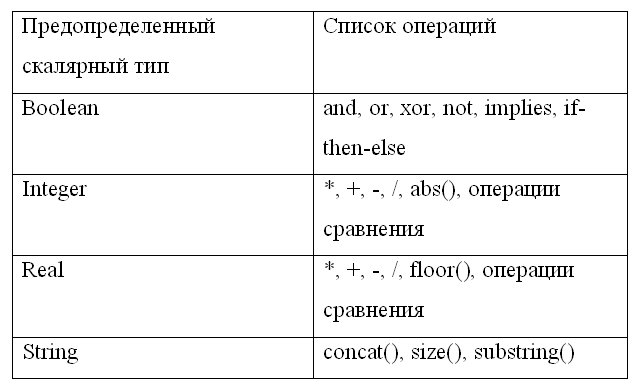 Предопределенный
скалярный тип
Список операций
Boolean
and, or, xor, not, implies, if-
then-else
Integer
*, +, -, /, abs(), операции
сравнения
Real
*, +, -, /, floor(), операции
сравнения
String
concat(), size(), substring()